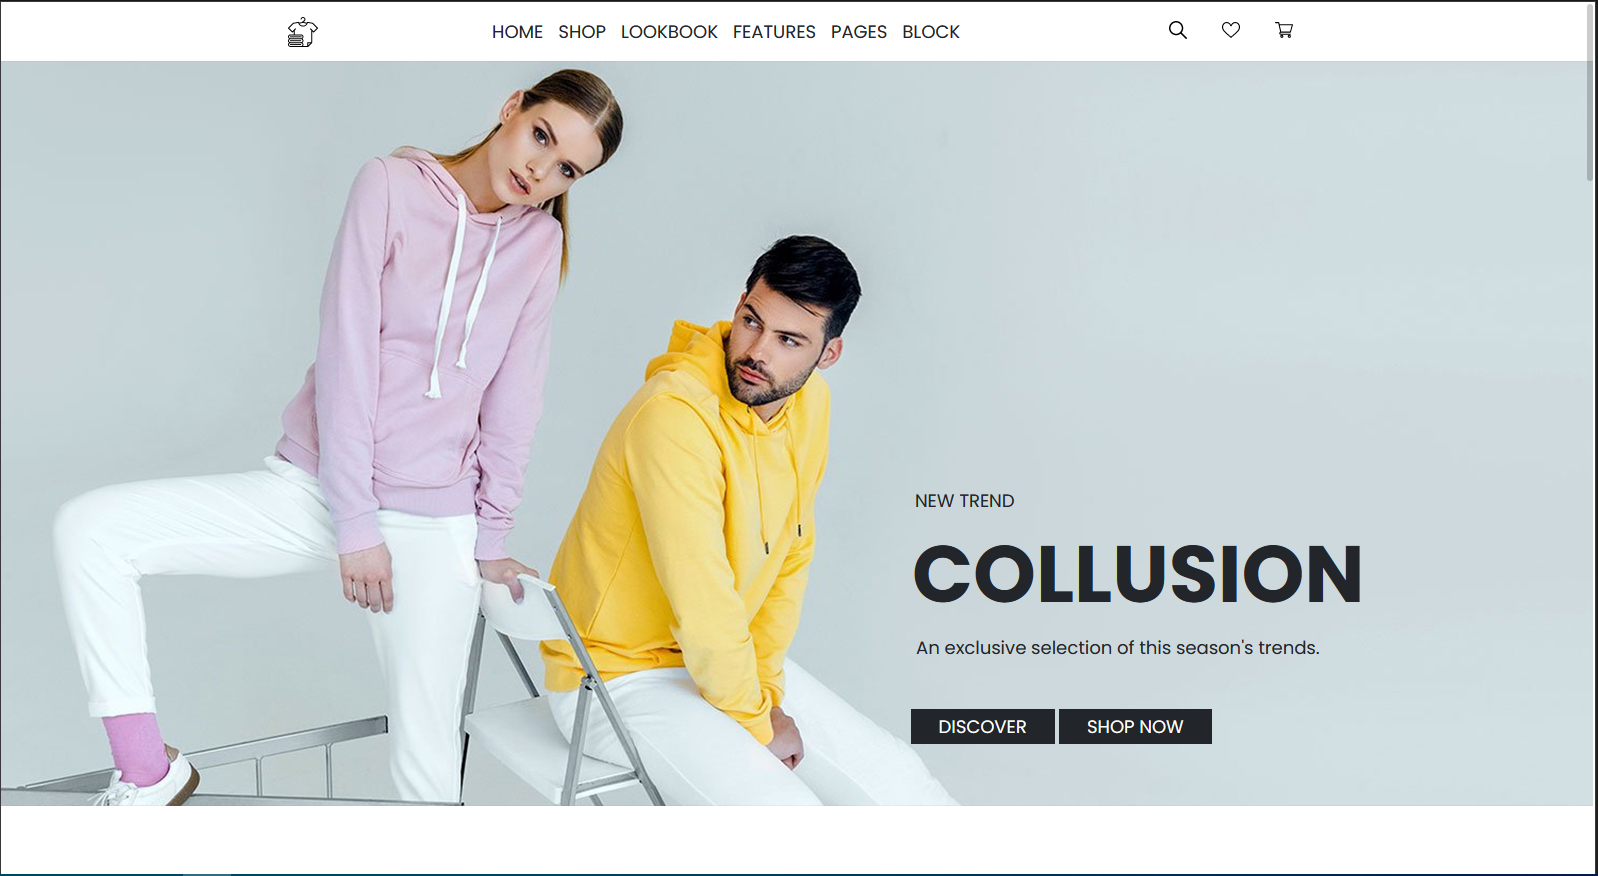 HOME SHOP LOOKBOOK FEATURES PAGES BLOCK
NEW TREND
COLLUSION
An exclusive selection of this season's trends.
DISCOVER SHOP NOW